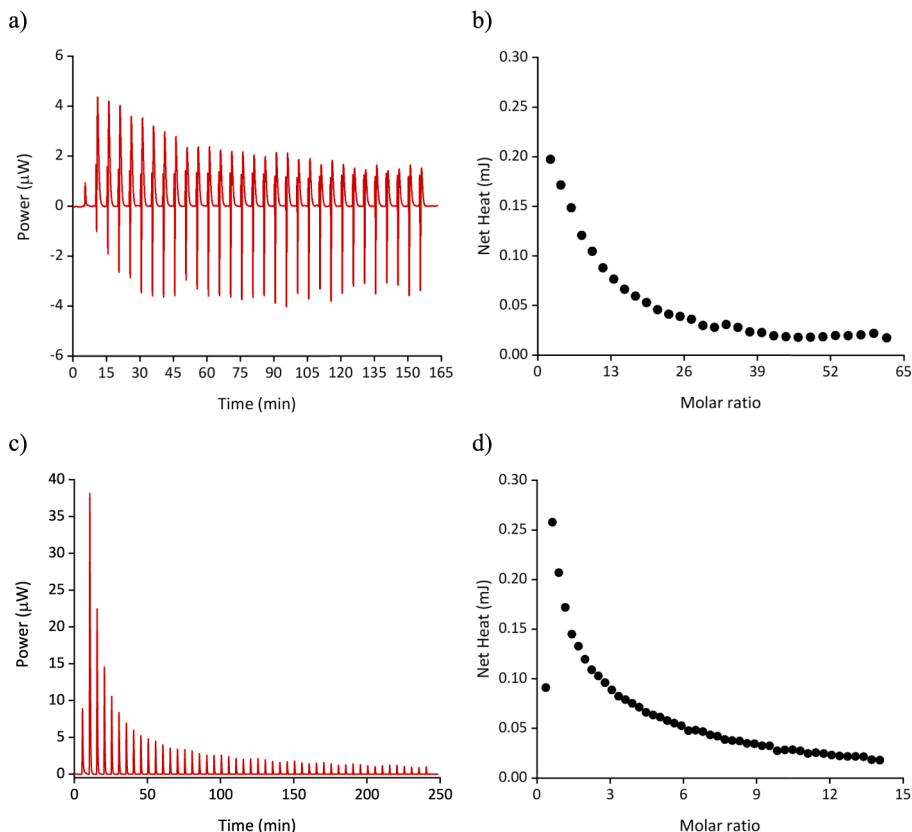 a)
6
4
2
0
-2
-4
-6
Power (µW)
0 15 30 45 60 75 90 105 120 135 150 165
Time (min)
b)
0.30
0.25
0.20
0.15
0.10
0.05
0.00
Net Heat (mJ)
0 13 26 39 52 65
Molar ratio
c)
40
35
30
25
20
15
10
5
0
Power (µW)
0 50 100 150 200 250
Time (min)
d)
0.30
0.25
0.20
0.15
0.10
0.05
0.00
Net Heat (mJ)
0 3 6 9 12 15
Molar ratio